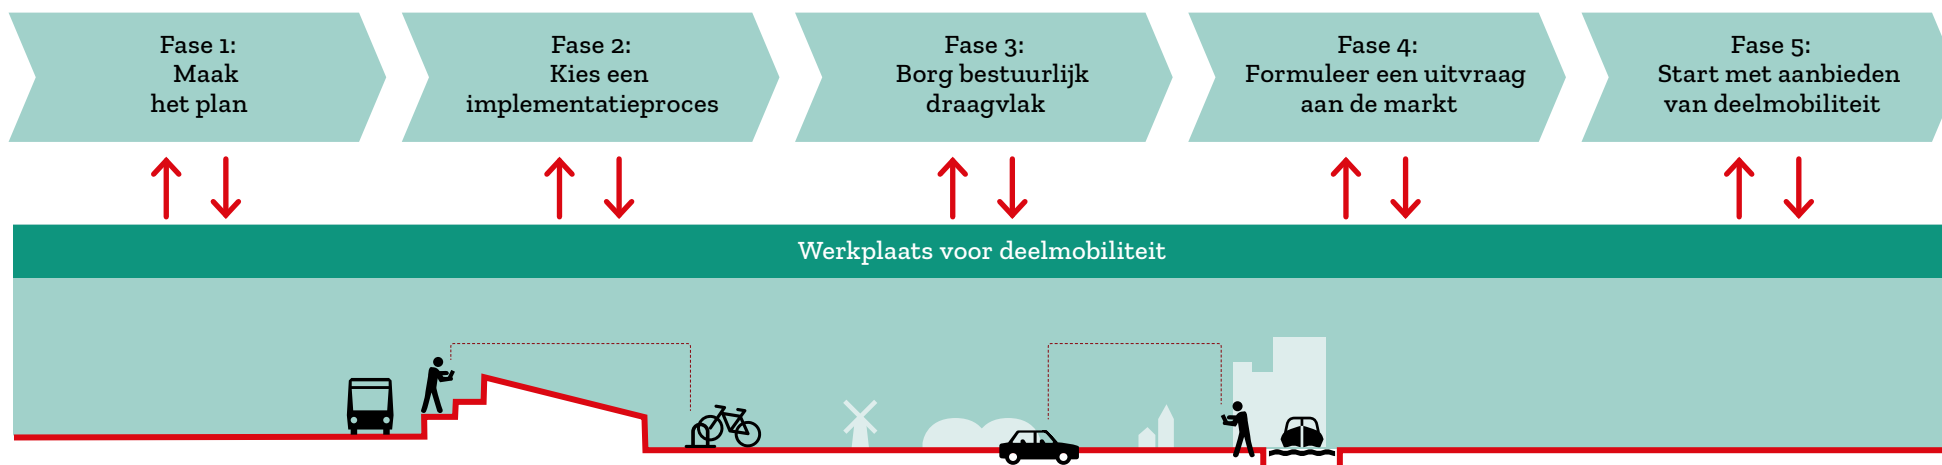 Fase 1:
Maak
het plan
Fase 2:
Kies een
implementatieproces
Fase 3:
Borg bestuurlijk
draagvlak
Fase 4:
Formuleer een uitvraag
aan de markt
Fase 5:
Start met aanbieden
van deelmobiliteit
Werkplaats voor deelmobiliteit